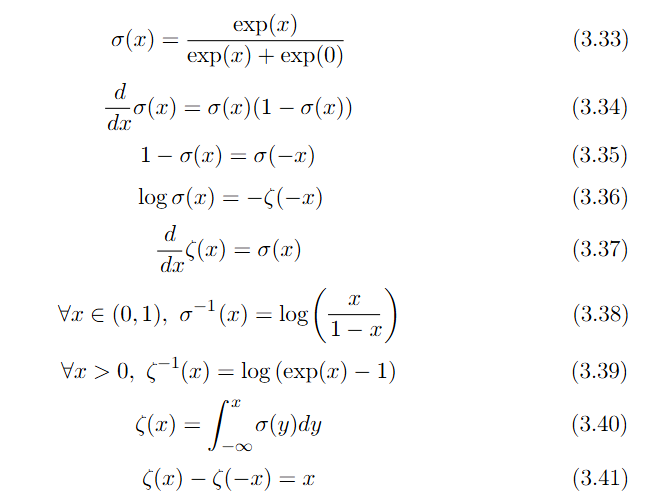 σ(x) = exp(x) / (exp(x) + exp(0)) (3.33)
d/dx σ(x) = σ(x)(1 − σ(x)) (3.34)
1 − σ(x) = σ(−x) (3.35)
log σ(x) = −ζ(−x) (3.36)
d/dx ζ(x) = σ(x) (3.37)
∀x ∈ (0, 1), σ⁻¹(x) = log (x / (1 − x)) (3.38)
∀x > 0, ζ⁻¹(x) = log (exp(x) − 1) (3.39)
ζ(x) = ∫_{−∞}^{x} σ(y)dy (3.40)
ζ(x) − ζ(−x) = x (3.41)